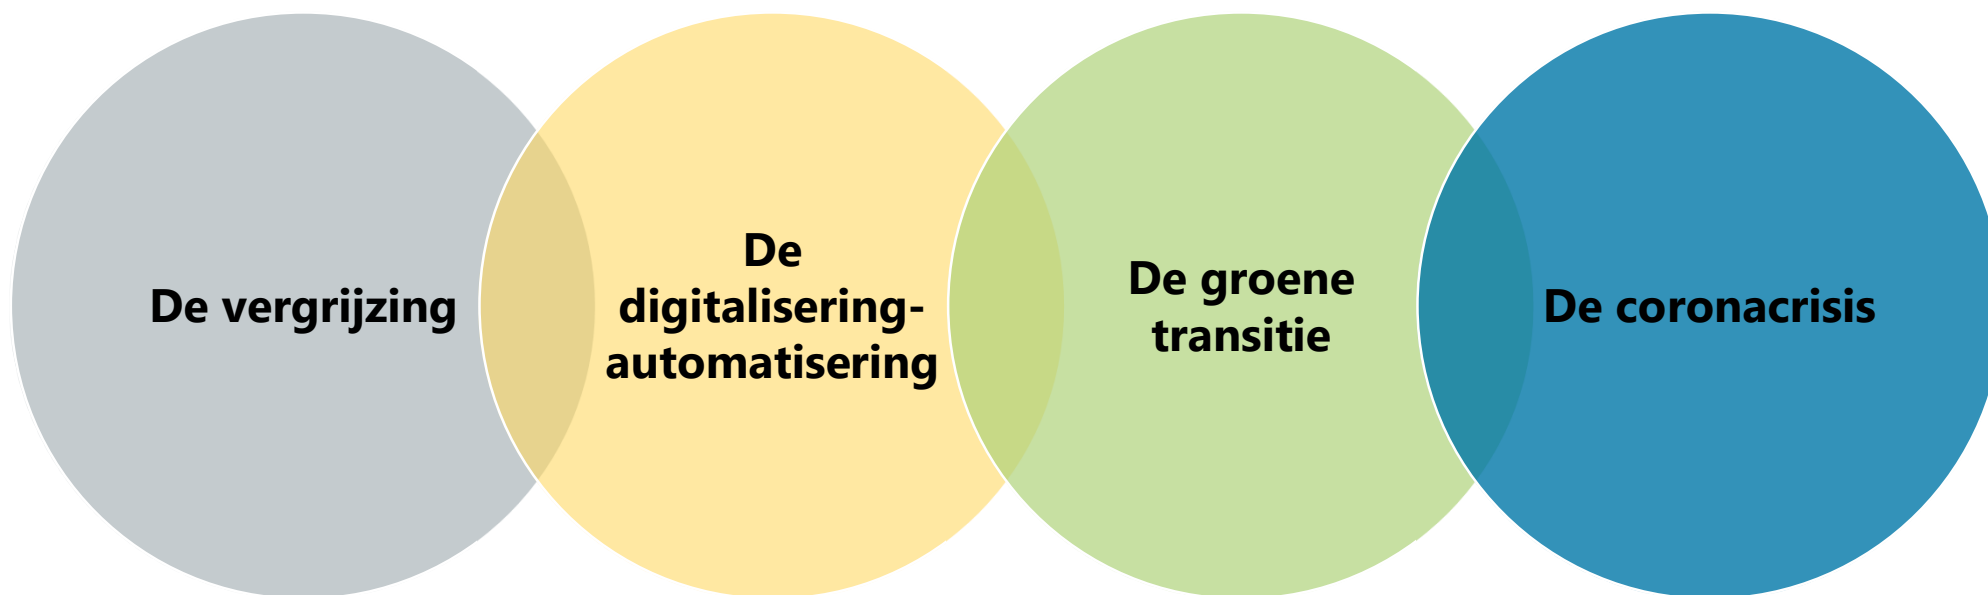 De vergrijzing
De
digitalisering-
automatisering
De groene
transitie
De coronacrisis